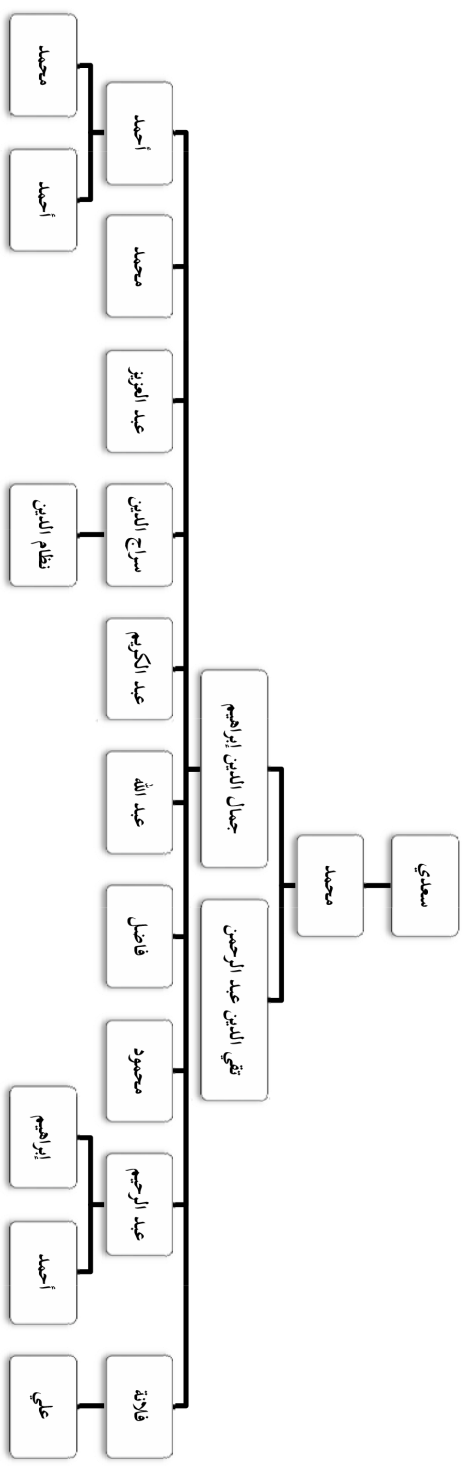 سعدي
محمد
تقي الدين عبد الرحمن
جمال الدين إبراهيم
فلانة
عبد الرحيم
محمود
فاضل
عبد الله
عبد الكريم
سراج الدين
عبد العزيز
محمد
أحمد
علي
أحمد
إبراهيم
نظام الدين
أحمد
محمد